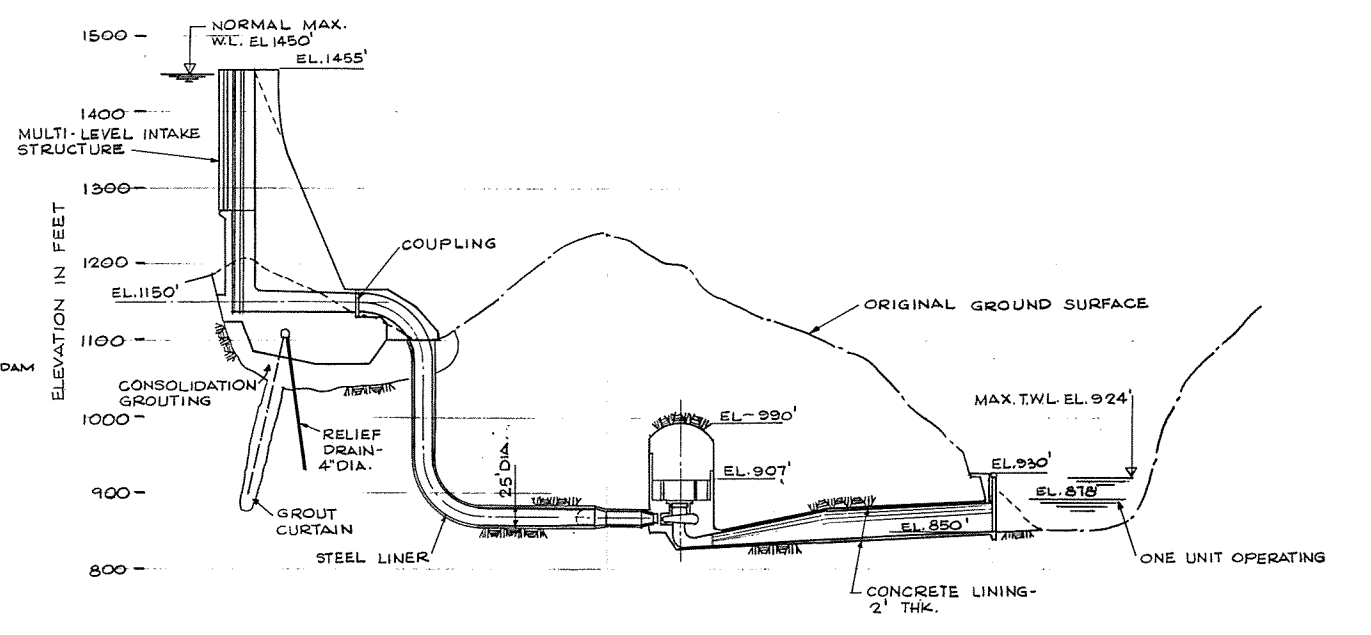 NORMAL MAX.
W.L. EL 1450'
1500
EL. 1455'
1400
MULTI-LEVEL INTAKE
STRUCTURE
1300
ELEVATION IN FEET
COUPLING
1200
EL. 1150'
ORIGINAL GROUND SURFACE
1100
DAM
CONSOLIDATION
GROUTING
MAX. T.W.L. EL. 924'
1000
EL-990'
RELIEF
DRAIN-
4" DIA.
25' DIA.
EL. 907'
EL. 930'
900
EL. 878'
GROUT
CURTAIN
EL. 850'
STEEL LINER
ONE UNIT OPERATING
800
CONCRETE LINING-
2' THK.